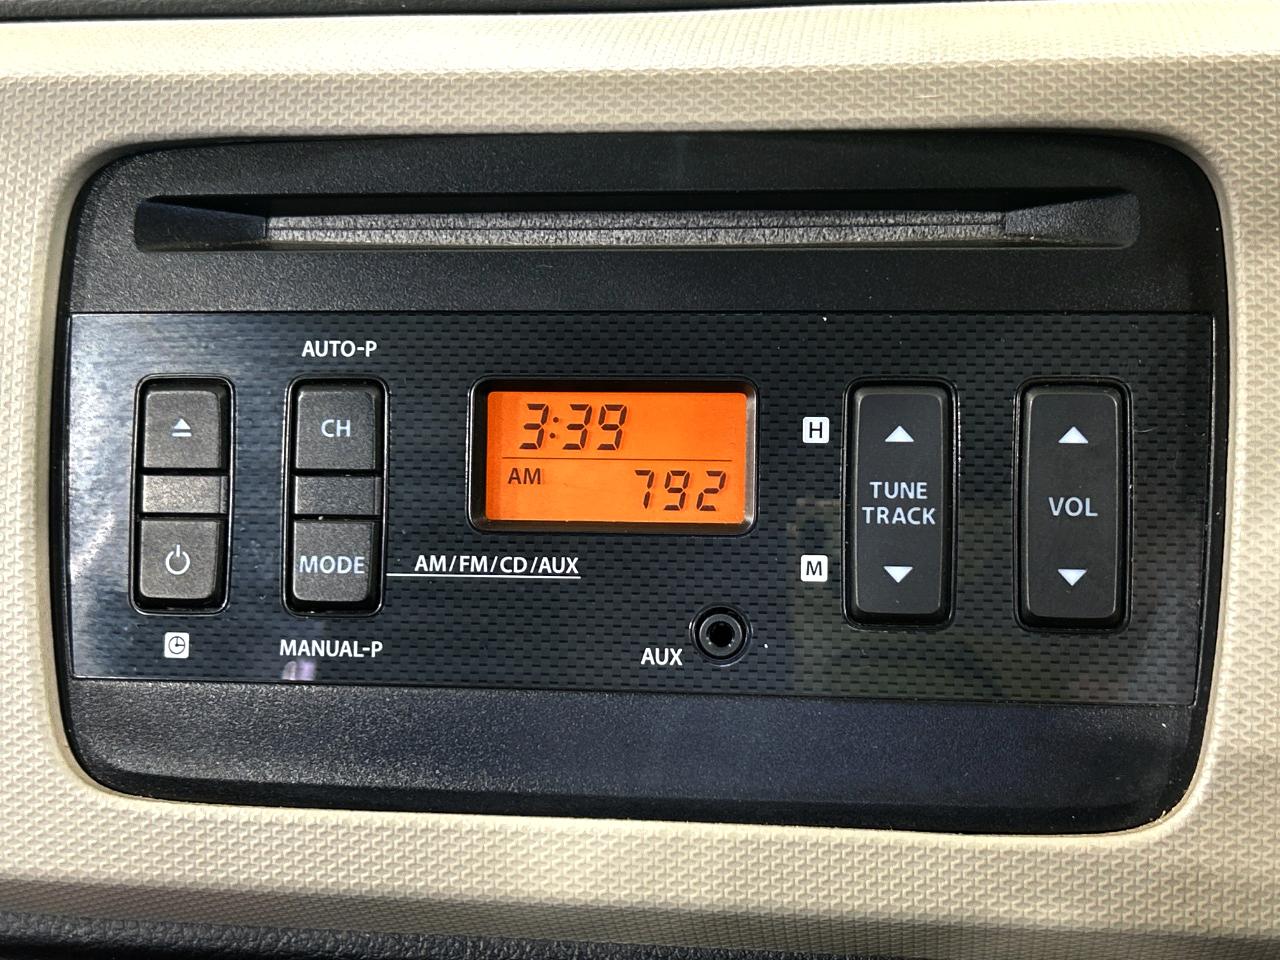 AUTO-P
CH
MODE
AM/FM/CD/AUX
MANUAL-P
3:39
AM 792
AUX
H
M
TUNE
TRACK
VOL